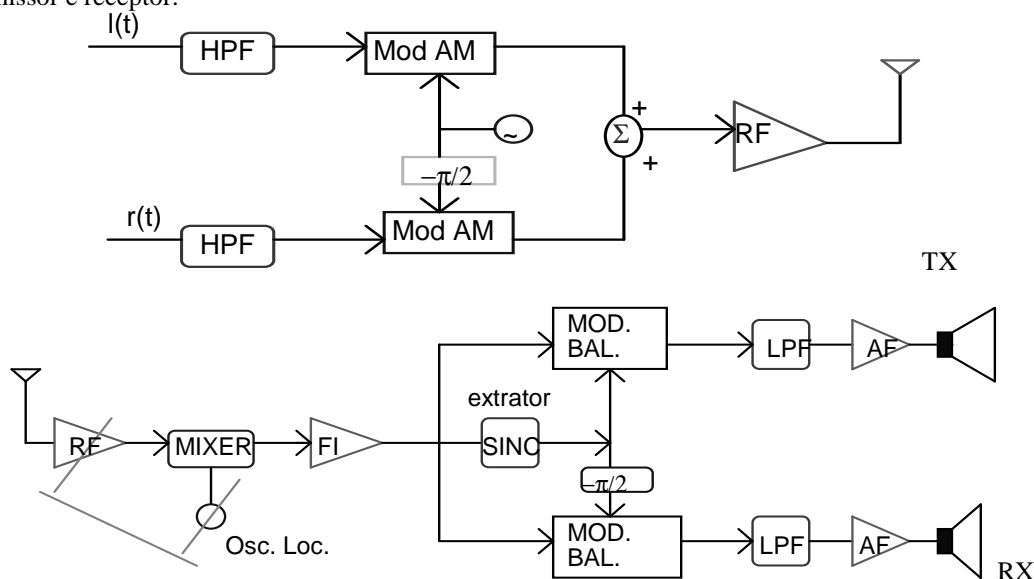 missor e receptor.
l(t)
HPF
Mod AM
+
~
Σ
RF
+
−π/2
r(t)
HPF
Mod AM
TX
MOD.
BAL.
LPF
AF
extrator
RF
MIXER
FI
SINC
−π/2
Osc. Loc.
MOD.
BAL.
LPF
AF
RX